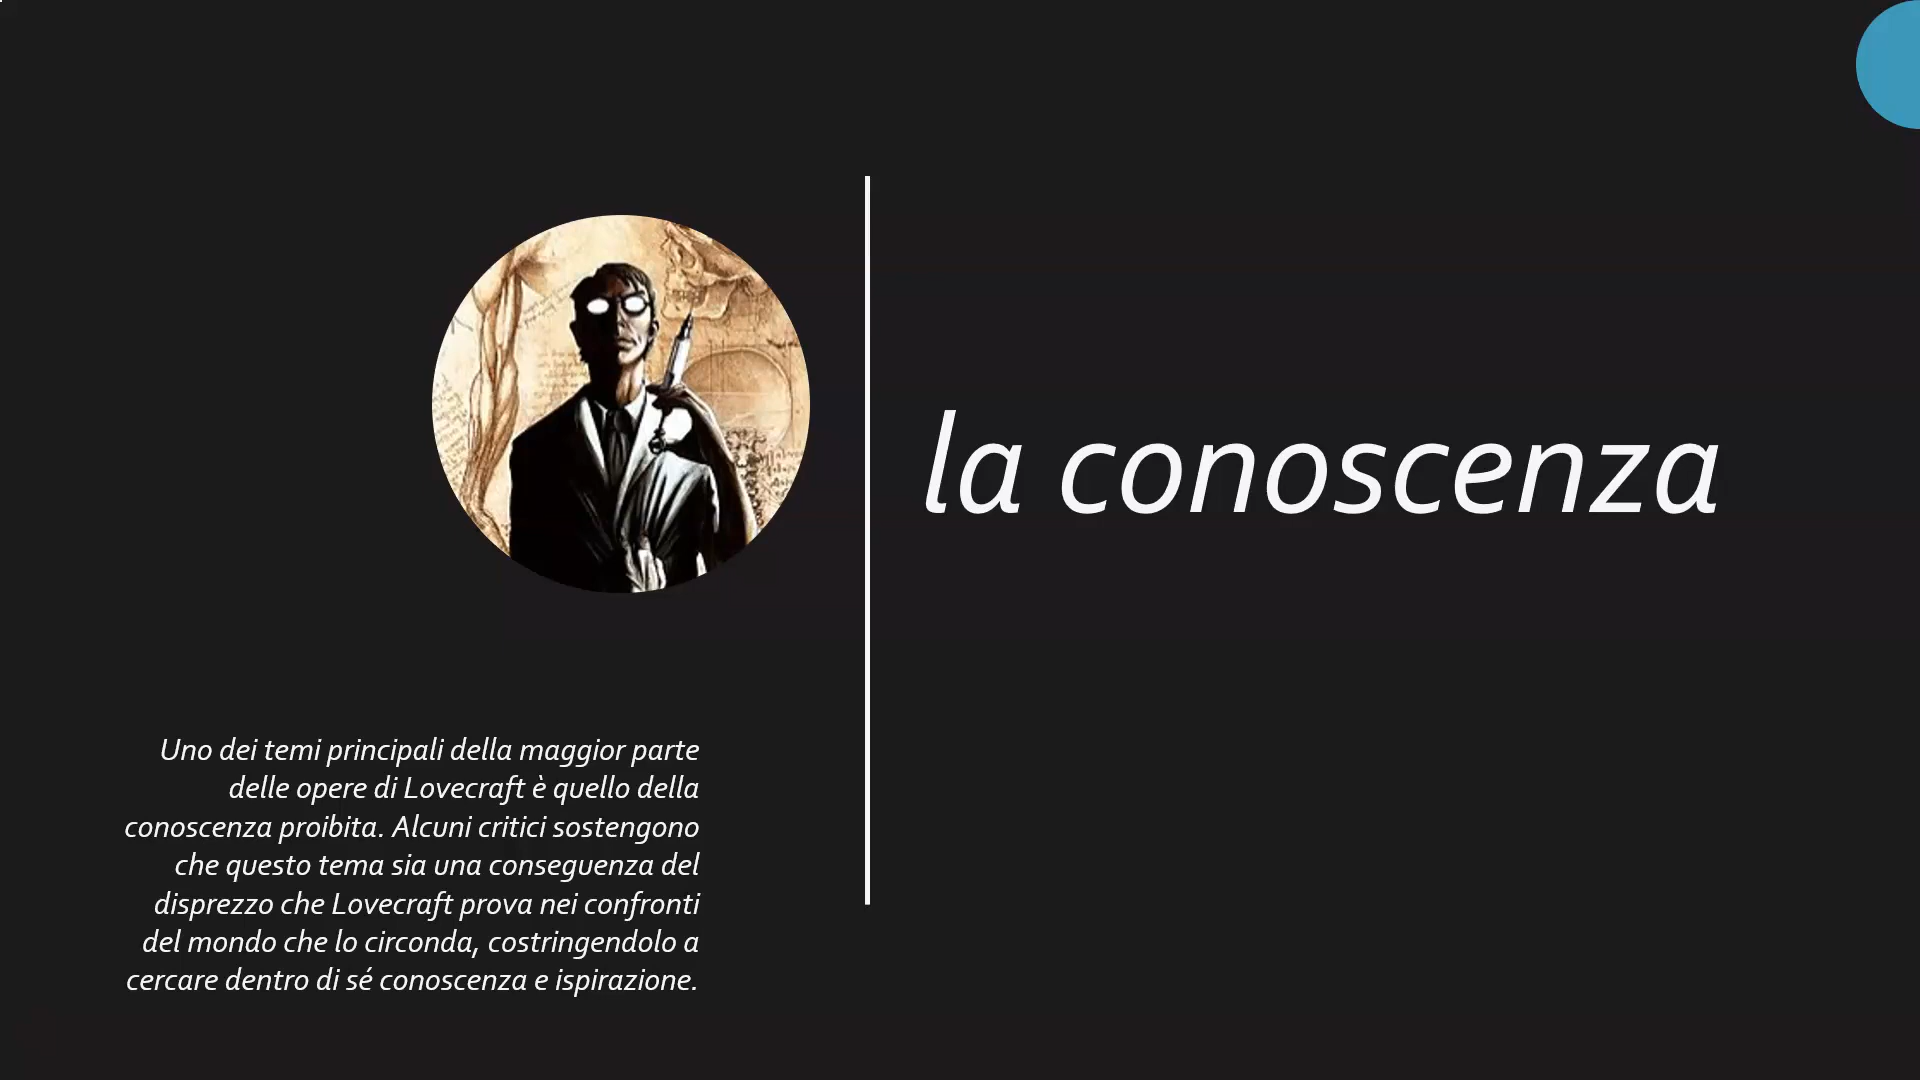 la conoscenza
Uno dei temi principali della maggior parte
delle opere di Lovecraft è quello della
conoscenza proibita. Alcuni critici sostengono
che questo tema sia una conseguenza del
disprezzo che Lovecraft prova nei confronti
del mondo che lo circonda, costringendolo a
cercare dentro di sé conoscenza e ispirazione.